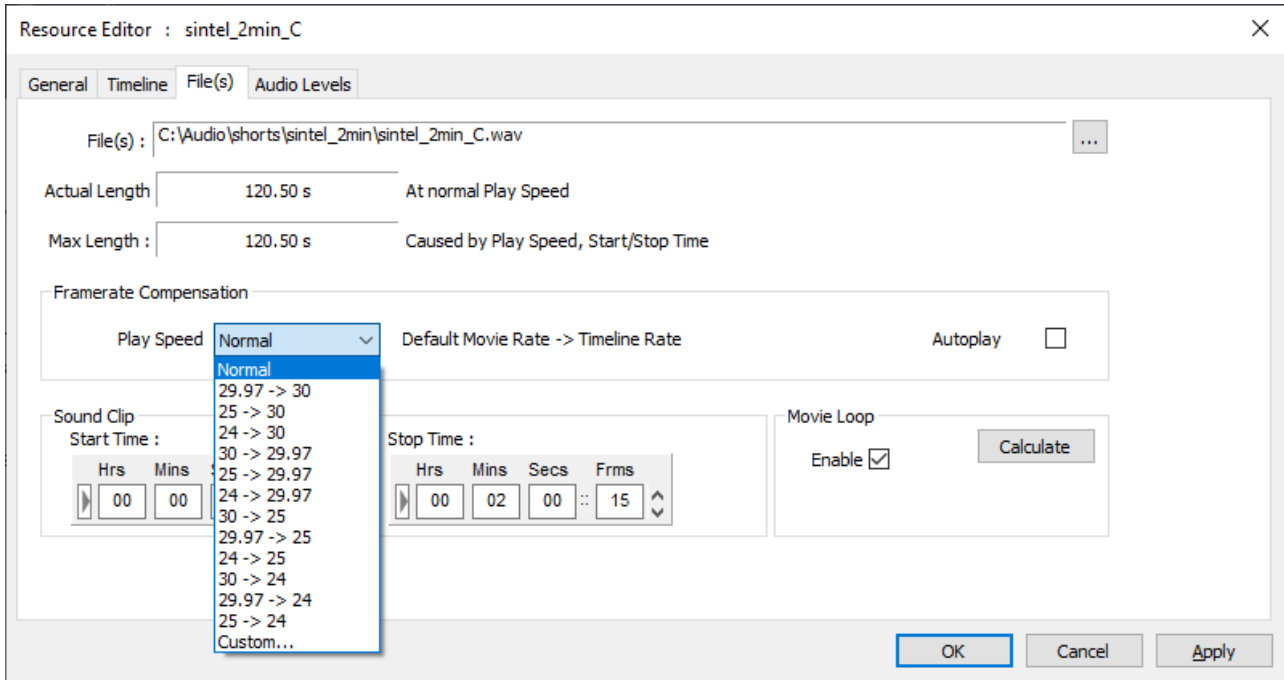 Resource Editor : sintel_2min_C
General Timeline File(s) Audio Levels
File(s) : C:\Audio\shorts\sintel_2min\sintel_2min_C.wav ...
Actual Length 120.50 s At normal Play Speed
Max Length : 120.50 s Caused by Play Speed, Start/Stop Time
Framerate Compensation
Play Speed Normal Default Movie Rate -> Timeline Rate Autoplay
Normal
29.97 -> 30
25 -> 30
24 -> 30
30 -> 29.97
25 -> 29.97
24 -> 29.97
30 -> 25
29.97 -> 25
24 -> 25
30 -> 24
29.97 -> 24
25 -> 24
Custom...
Sound Clip
Start Time :
Hrs Mins
00 00
Stop Time :
Hrs Mins Secs Frms
00 02 00 :: 15
Movie Loop
Enable Calculate
OK Cancel Apply